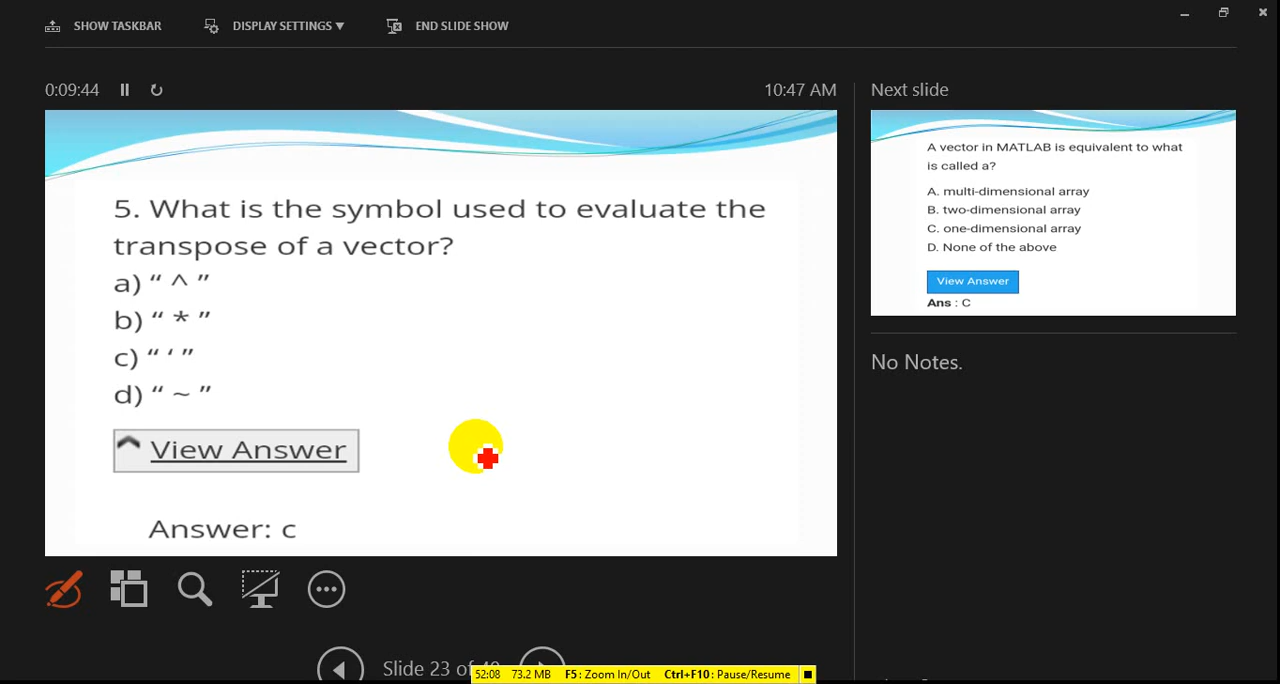 SHOW TASKBAR DISPLAY SETTINGS ▼ END SLIDE SHOW
0:09:44 10:47 AM
5. What is the symbol used to evaluate the
transpose of a vector?
a) “ ^ ”
b) “ * ”
c) “ ‘ ”
d) “ ~ ”
View Answer
Answer: c
Next slide
A vector in MATLAB is equivalent to what
is called a?
A. multi-dimensional array
B. two-dimensional array
C. one-dimensional array
D. None of the above
View Answer
Ans : C
No Notes.
Slide 23 of
52:08 73.2 MB F5: Zoom In/Out Ctrl+F10: Pause/Resume